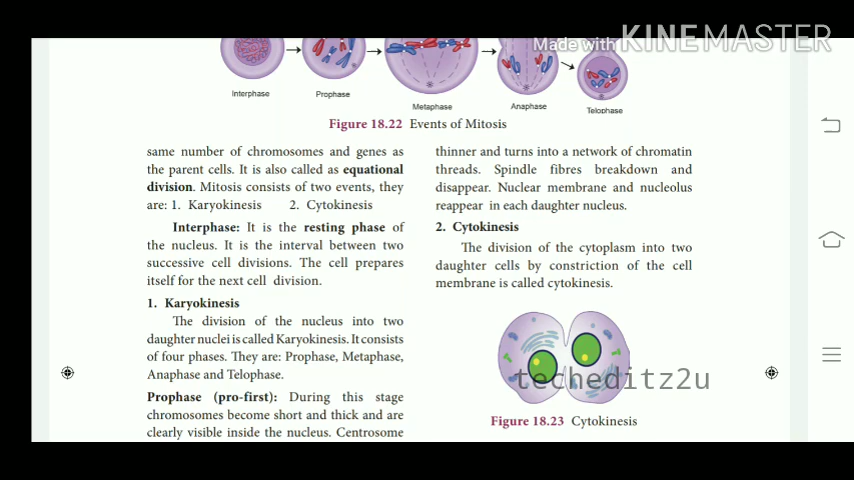 Made with KINEMASTER
Interphase
Prophase
Metaphase
Anaphase
Telophase
Figure 18.22 Events of Mitosis
same number of chromosomes and genes as
the parent cells. It is also called as equational
division. Mitosis consists of two events, they
are: 1. Karyokinesis 2. Cytokinesis
Interphase: It is the resting phase of
the nucleus. It is the interval between two
successive cell divisions. The cell prepares
itself for the next cell division.
1. Karyokinesis
The division of the nucleus into two
daughter nuclei is called Karyokinesis. It consists
of four phases. They are: Prophase, Metaphase,
Anaphase and Telophase.
Prophase (pro-first): During this stage
chromosomes become short and thick and are
clearly visible inside the nucleus. Centrosome
thinner and turns into a network of chromatin
threads. Spindle fibres breakdown and
disappear. Nuclear membrane and nucleolus
reappear in each daughter nucleus.
2. Cytokinesis
The division of the cytoplasm into two
daughter cells by constriction of the cell
membrane is called cytokinesis.
techeditz2u
Figure 18.23 Cytokinesis